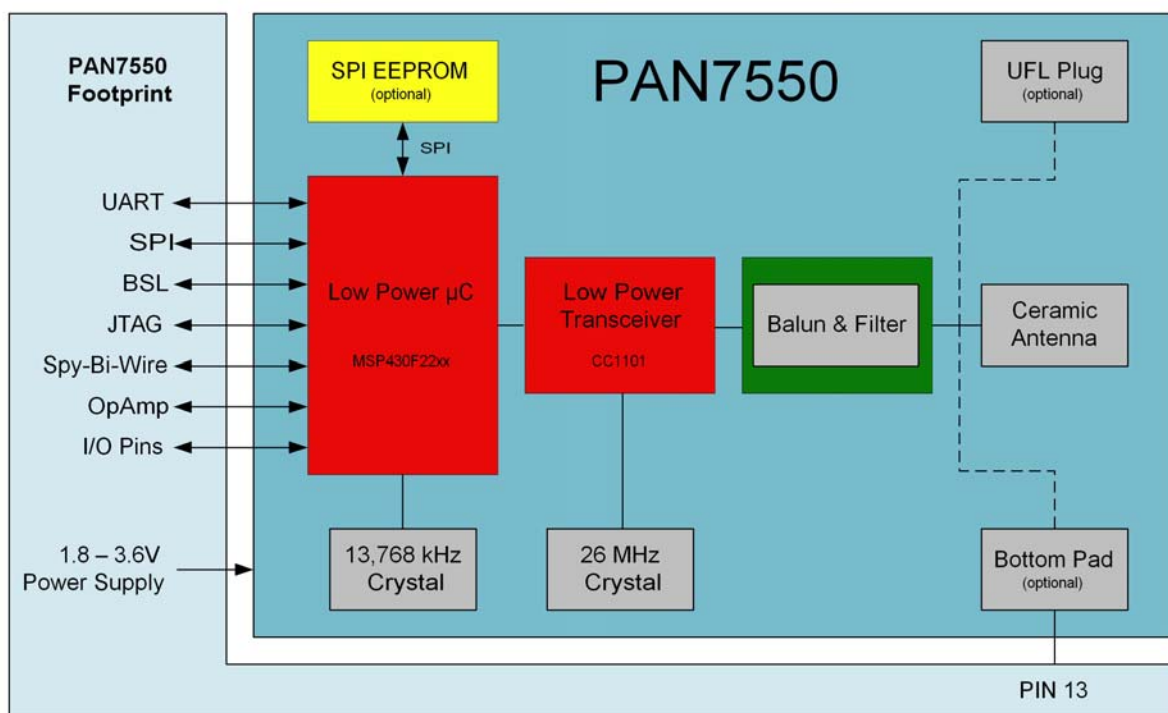 PAN7550
Footprint
SPI EEPROM
(optional)
PAN7550
UFL Plug
(optional)
SPI
UART
SPI
BSL
JTAG
Spy-Bi-Wire
OpAmp
I/O Pins
Low Power µC
MSP430F22xx
Low Power
Transceiver
CC1101
Balun & Filter
Ceramic
Antenna
1.8 – 3.6V
Power Supply
13,768 kHz
Crystal
26 MHz
Crystal
Bottom Pad
(optional)
PIN 13